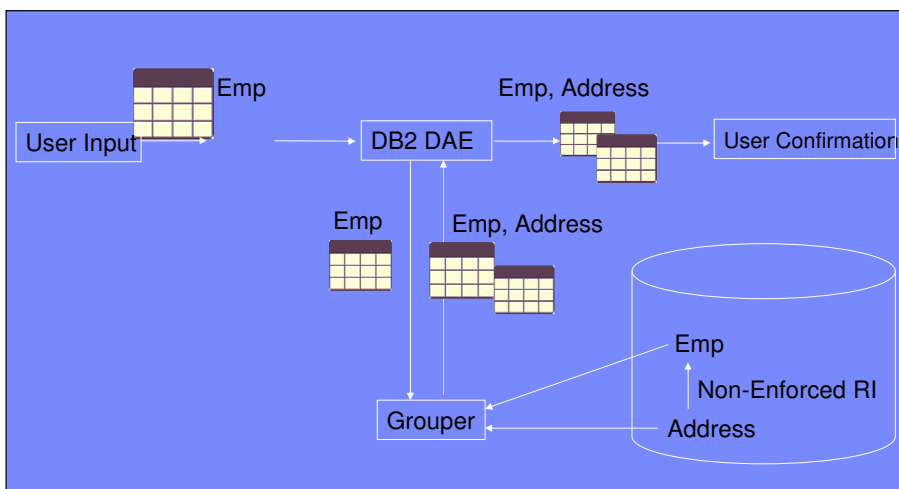 Emp
Emp, Address
User Input
DB2 DAE
User Confirmation
Emp
Emp, Address
Emp
Non-Enforced RI
Grouper
Address